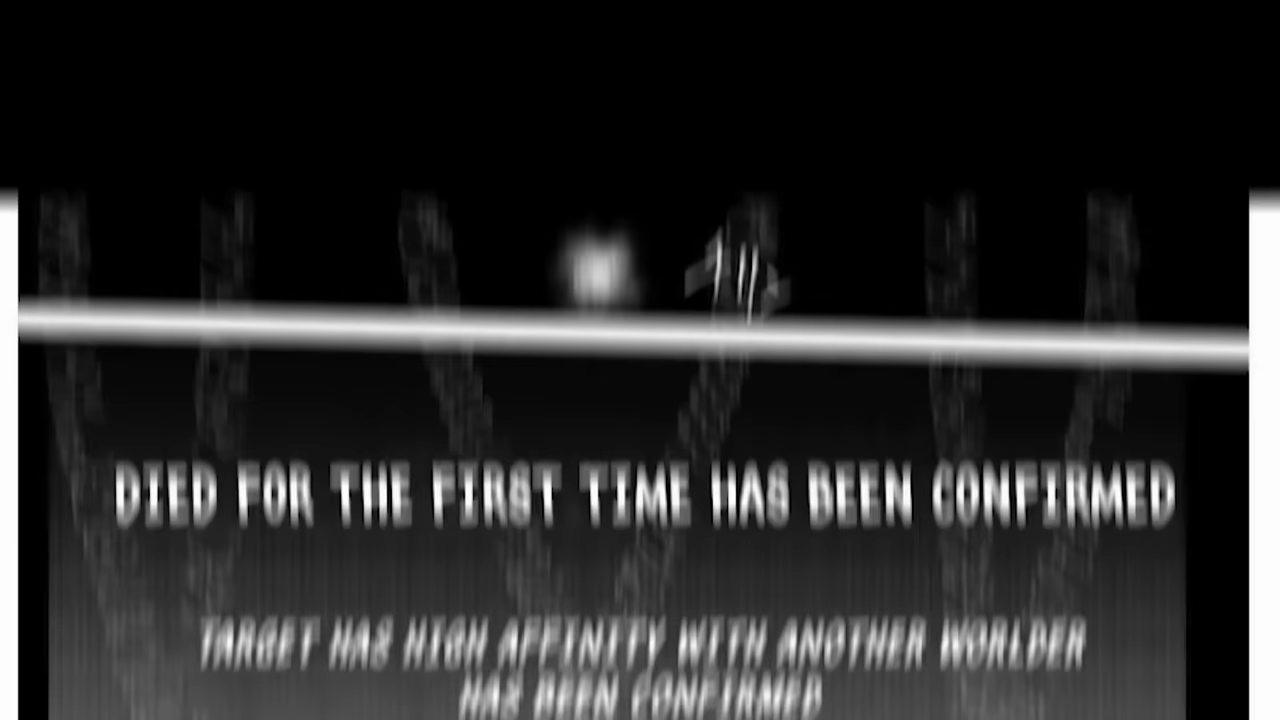 DIED FOR THE FIRST TIME HAS BEEN CONFIRMED
TARGET HAS HIGH AFFINITY WITH ANOTHER WORLDER
HAS BEEN CONFIRMED